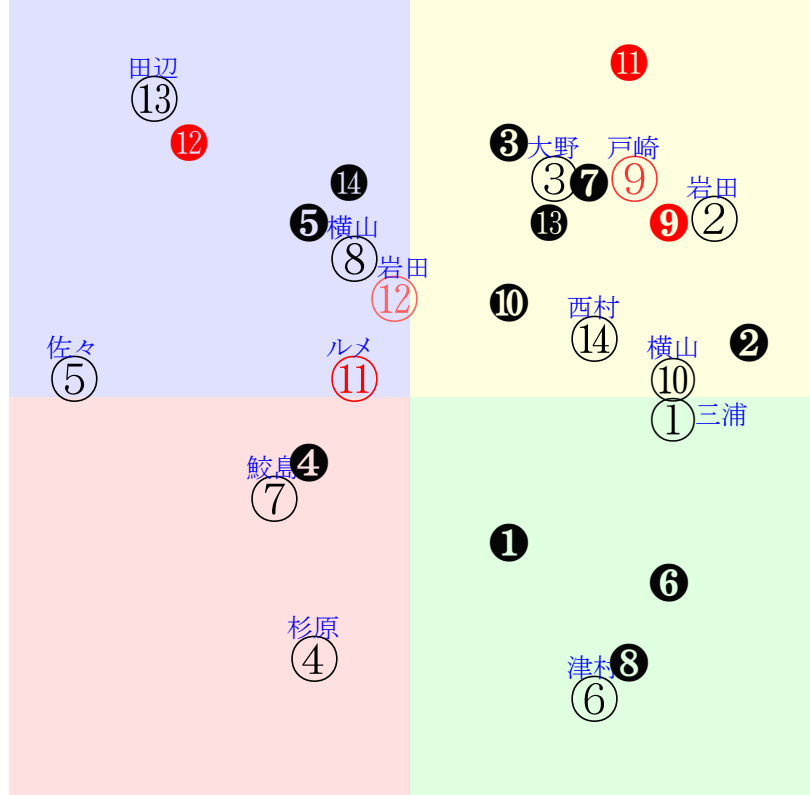 ⓫
田辺
⑬
⓬
❸
大野
③
❼
戸崎
⑨
岩田
②
⓮
❺
横山
⑧
⓭
❾
岩田
⑫
❿
西村
⑭
❷
佐々
⑤
ルメ
⑪
横山
⑩
①三浦
鮫島
❹
⑦
❶
❻
杉原
④
津村
❽
⑥